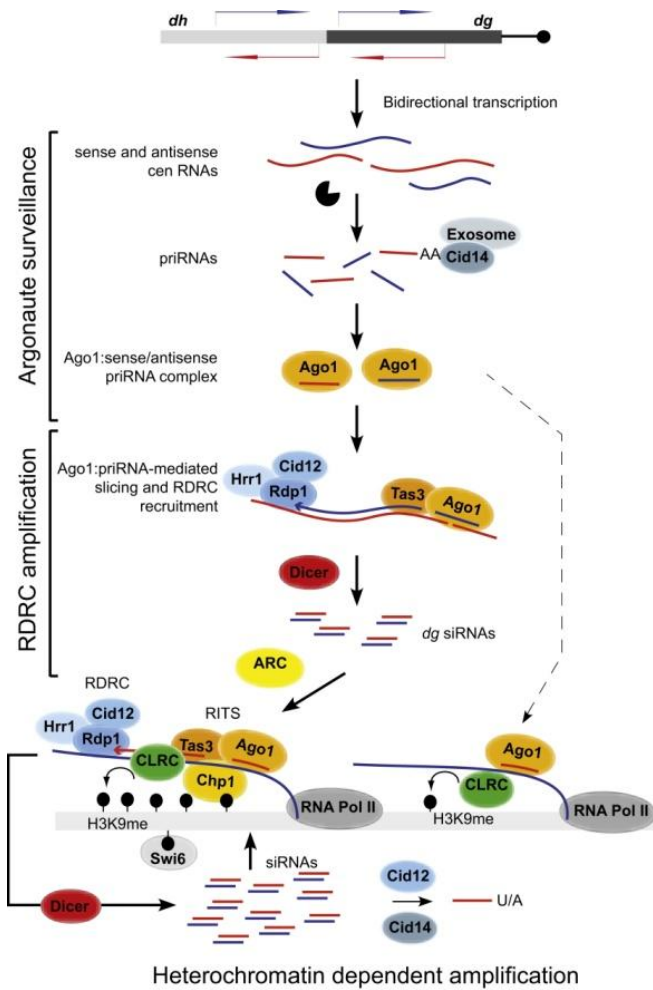 dh
dg
Bidirectional transcription
Argonaute surveillance
sense and antisense
cen RNAs
priRNAs
AA
Exosome
Cid14
Ago1:sense/antisense
priRNA complex
Ago1
Ago1
RDRC amplification
Ago1:priRNA-mediated
slicing and RDRC
recruitment
Hrr1
Cid12
Rdp1
Tas3
Ago1
Dicer
dg siRNAs
ARC
RDRC
Hrr1
Cid12
Rdp1
RITS
CLRC
Tas3
Ago1
Chp1
RNA Pol II
H3K9me
Swi6
Ago1
CLRC
H3K9me
RNA Pol II
siRNAs
Dicer
Cid12
Cid14
U/A
Heterochromatin dependent amplification